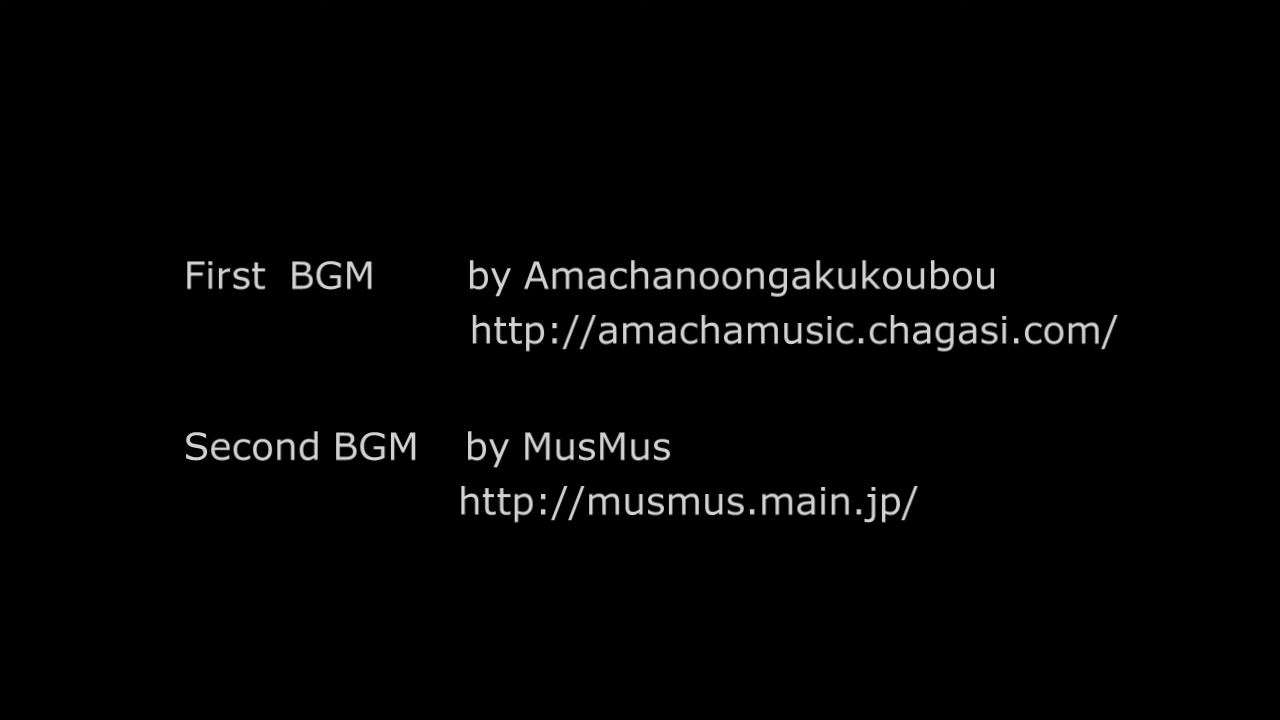 First BGM by Amachanoongakukoubou
http://amachamusic.chagasi.com/
Second BGM by MusMus
http://musmus.main.jp/